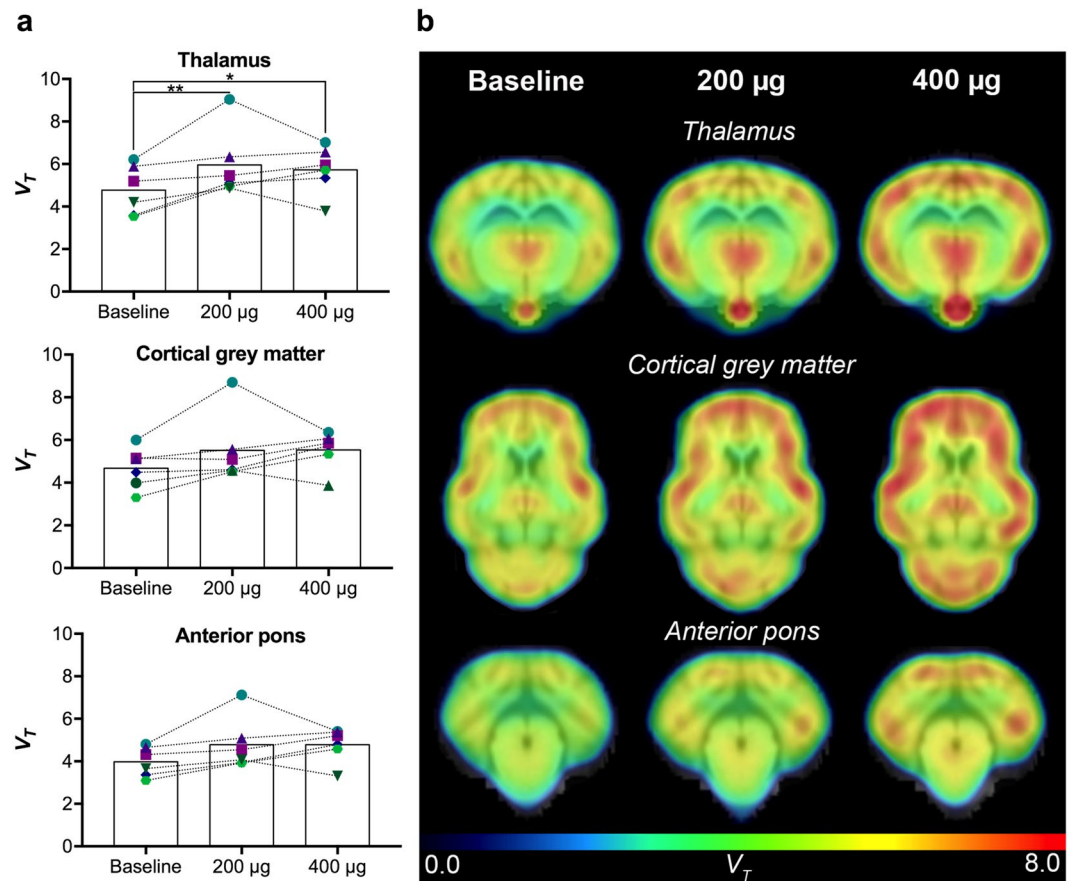 a
Thalamus
V_T
10
8
6
4
2
0
*
**
Baseline 200 µg 400 µg
Cortical grey matter
V_T
10
8
6
4
2
0
Baseline 200 µg 400 µg
Anterior pons
V_T
10
8
6
4
2
0
Baseline 200 µg 400 µg
b
Baseline 200 µg 400 µg
Thalamus
Cortical grey matter
Anterior pons
0.0 V_T 8.0